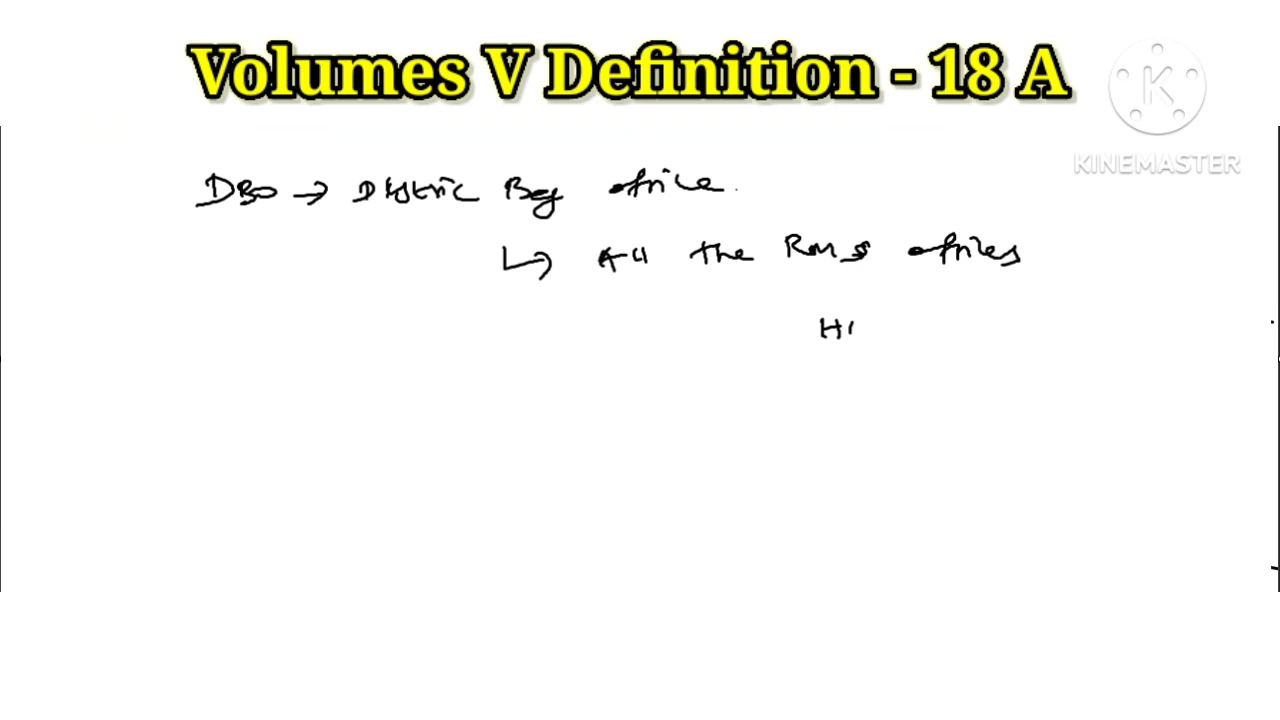 Volumes V Definition - 18 A
KINEMASTER
DBO → District Bag office.
↳ All the RMS offices
H